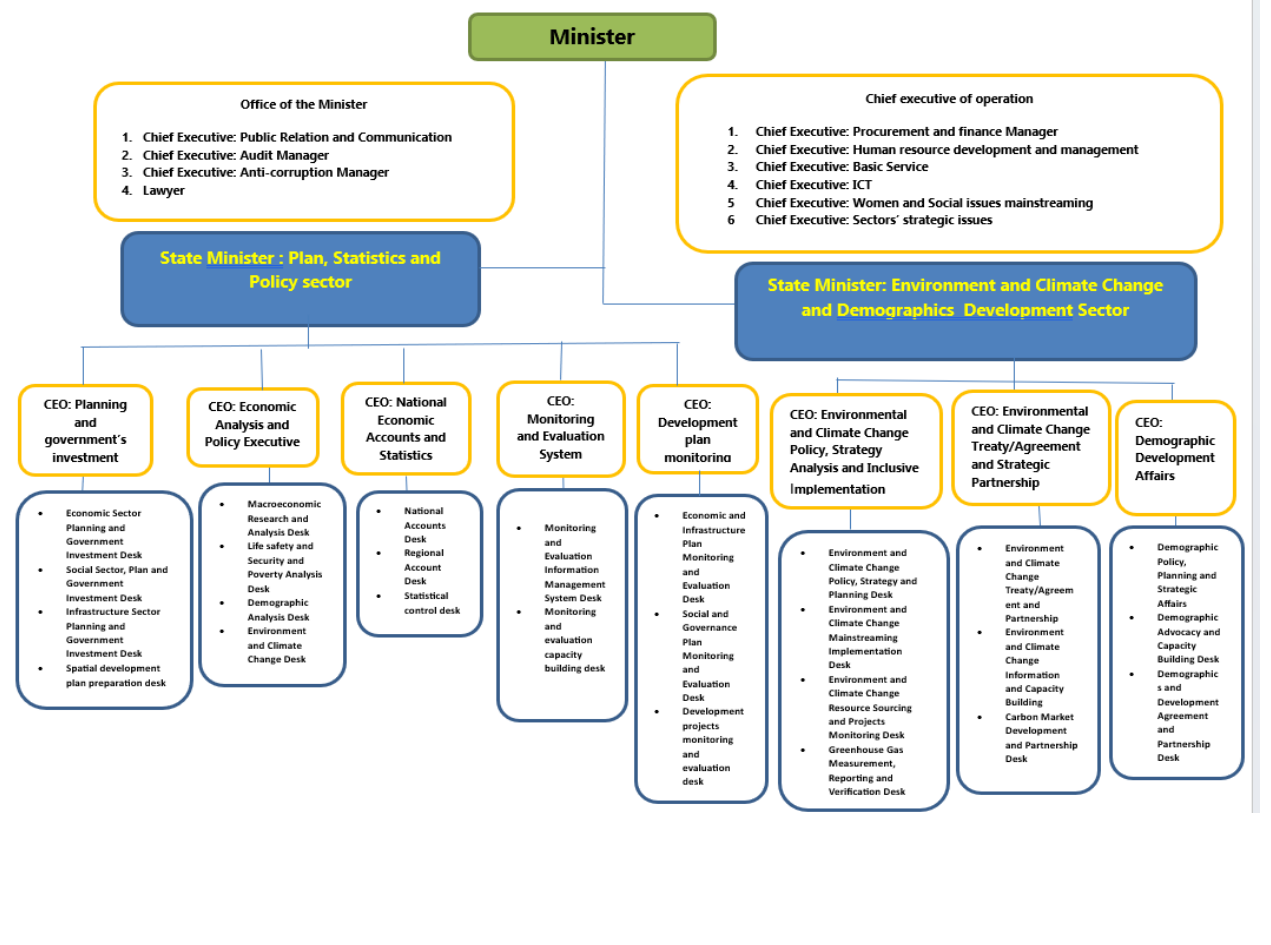 Minister
Office of the Minister
1. Chief Executive: Public Relation and Communication
2. Chief Executive: Audit Manager
3. Chief Executive: Anti-corruption Manager
4. Lawyer
Chief executive of operation
1. Chief Executive: Procurement and finance Manager
2. Chief Executive: Human resource development and management
3. Chief Executive: Basic Service
4. Chief Executive: ICT
5 Chief Executive: Women and Social issues mainstreaming
6 Chief Executive: Sectors’ strategic issues
State Minister : Plan, Statistics and
Policy sector
State Minister: Environment and Climate Change
and Demographics Development Sector
CEO: Planning
and
government’s
investment
CEO: Economic
Analysis and
Policy Executive
CEO: National
Economic
Accounts and
Statistics
CEO:
Monitoring
and Evaluation
System
CEO:
Development
plan
monitoring
CEO: Environmental
and Climate Change
Policy, Strategy
Analysis and Inclusive
Implementation
CEO: Environmental
and Climate Change
Treaty/Agreement
and Strategic
Partnership
CEO:
Demographic
Development
Affairs
• Economic Sector
Planning and
Government
Investment Desk
• Social Sector, Plan and
Government
Investment Desk
• Infrastructure Sector
Planning and
Government
Investment Desk
• Spatial development
plan preparation desk
• Macroeconomic
Research and
Analysis Desk
• Life safety and
Security and
Poverty Analysis
Desk
• Demographic
Analysis Desk
• Environment
and Climate
Change Desk
• National
Accounts
Desk
• Regional
Account
Desk
• Statistical
control desk
• Monitoring
and
Evaluation
Information
Management
System Desk
• Monitoring
and
evaluation
capacity
building desk
• Economic and
Infrastructure
Plan
Monitoring
and
Evaluation
Desk
• Social and
Governance
Plan
Monitoring
and
Evaluation
Desk
• Development
projects
monitoring
and
evaluation
desk
• Environment and
Climate Change
Policy, Strategy and
Planning Desk
• Environment and
Climate Change
Mainstreaming
Implementation
Desk
• Environment and
Climate Change
Resource Sourcing
and Projects
Monitoring Desk
• Greenhouse Gas
Measurement,
Reporting and
Verification Desk
• Environment
and Climate
Change
Treaty/Agreem
ent and
Partnership
• Environment
and Climate
Change
Information
and Capacity
Building
• Carbon Market
Development
and Partnership
Desk
• Demographic
Policy,
Planning and
Strategic
Affairs
• Demographic
Advocacy and
Capacity
Building Desk
• Demographic
s and
Development
Agreement
and
Partnership
Desk